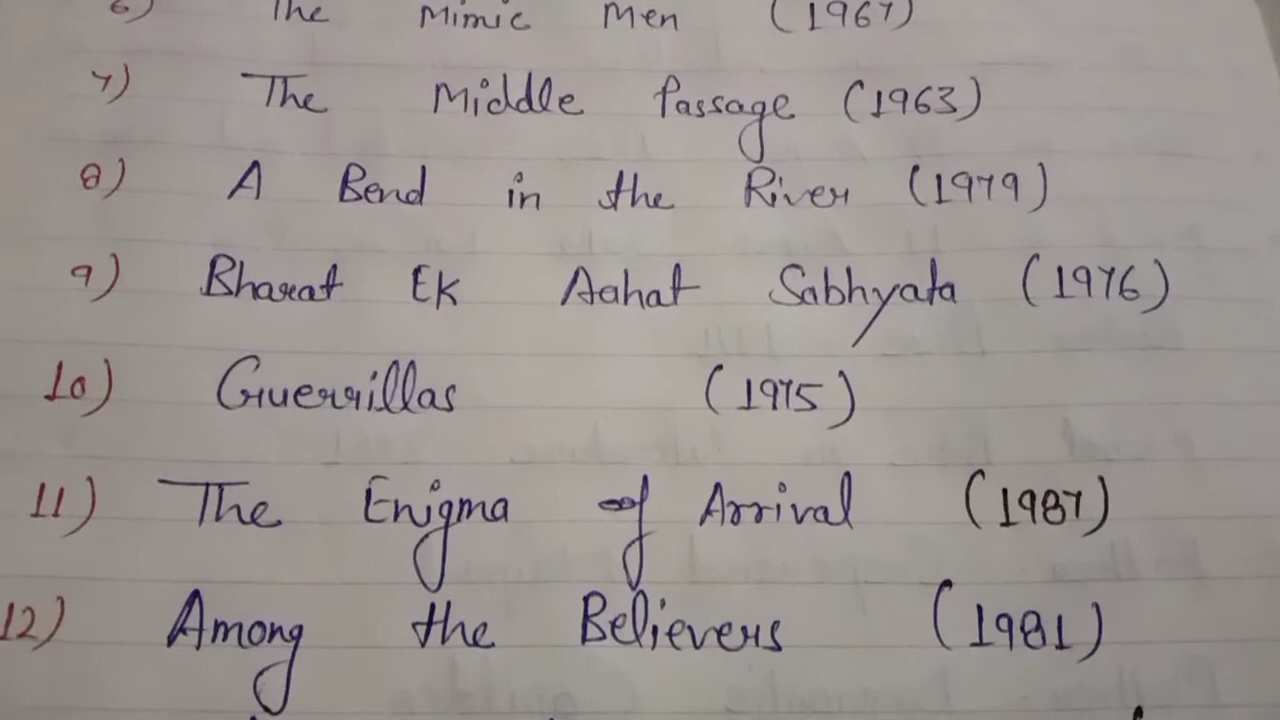 6) The Mimic Men (1967)
7) The Middle Passage (1963)
8) A Bend in the River (1979)
9) Bharat Ek Aahat Sabhyata (1976)
10) Guerrillas (1975)
11) The Enigma of Arrival (1987)
12) Among the Believers (1981)